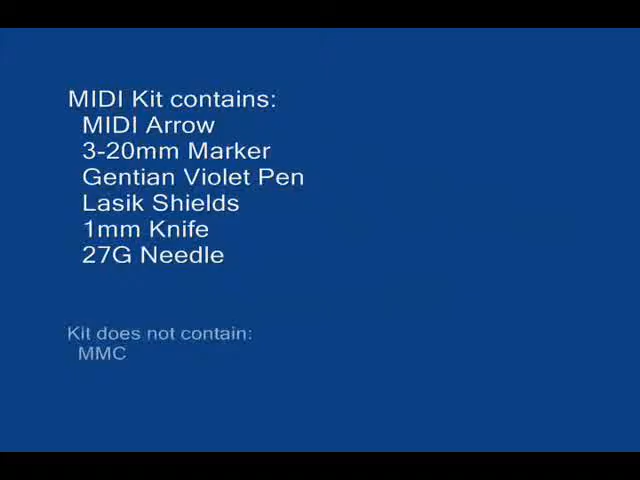 MIDI Kit contains:
MIDI Arrow
3-20mm Marker
Gentian Violet Pen
Lasik Shields
1mm Knife
27G Needle
Kit does not contain:
MMC